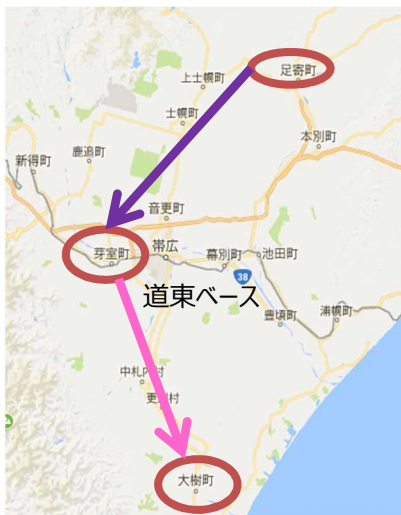 足寄町
上士幌町
士幌町
本別町
鹿追町
新得町
音更町
芽室町
帯広
幕別町
池田町
38
道東ベース
豊頃町
浦幌町
中札内村
更別村
大樹町